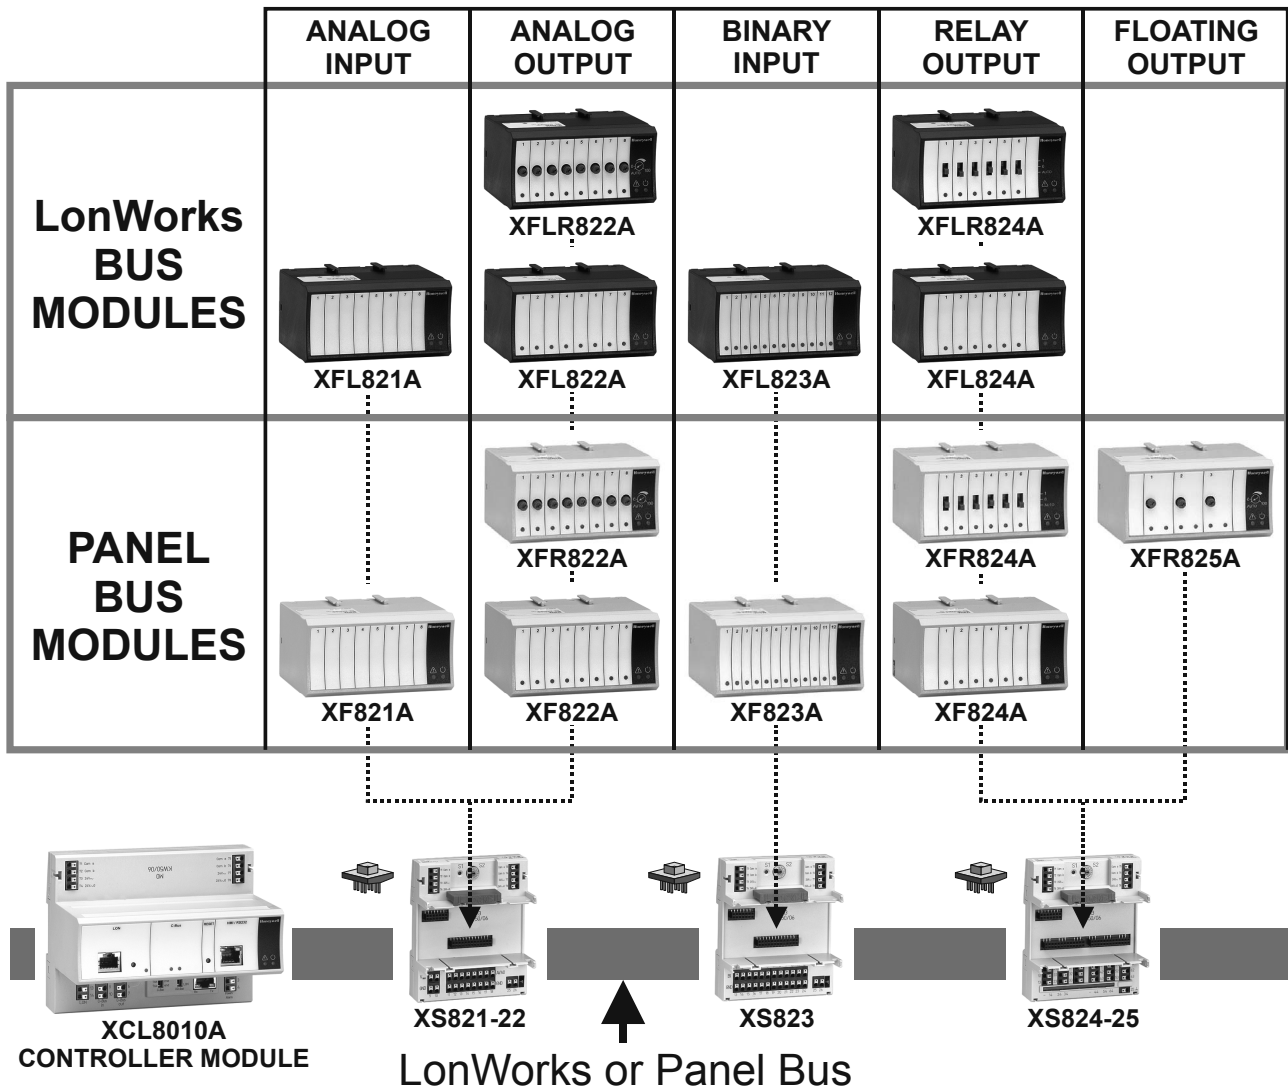 ANALOG INPUT
ANALOG OUTPUT
BINARY INPUT
RELAY OUTPUT
FLOATING OUTPUT
LonWorks
BUS
MODULES
XFLR822A
XFLR824A
XFL821A
XFL822A
XFL823A
XFL824A
PANEL
BUS
MODULES
XFR822A
XFR824A
XFR825A
XF821A
XF822A
XF823A
XF824A
XCL8010A
CONTROLLER MODULE
XS821-22
XS823
XS824-25
LonWorks or Panel Bus